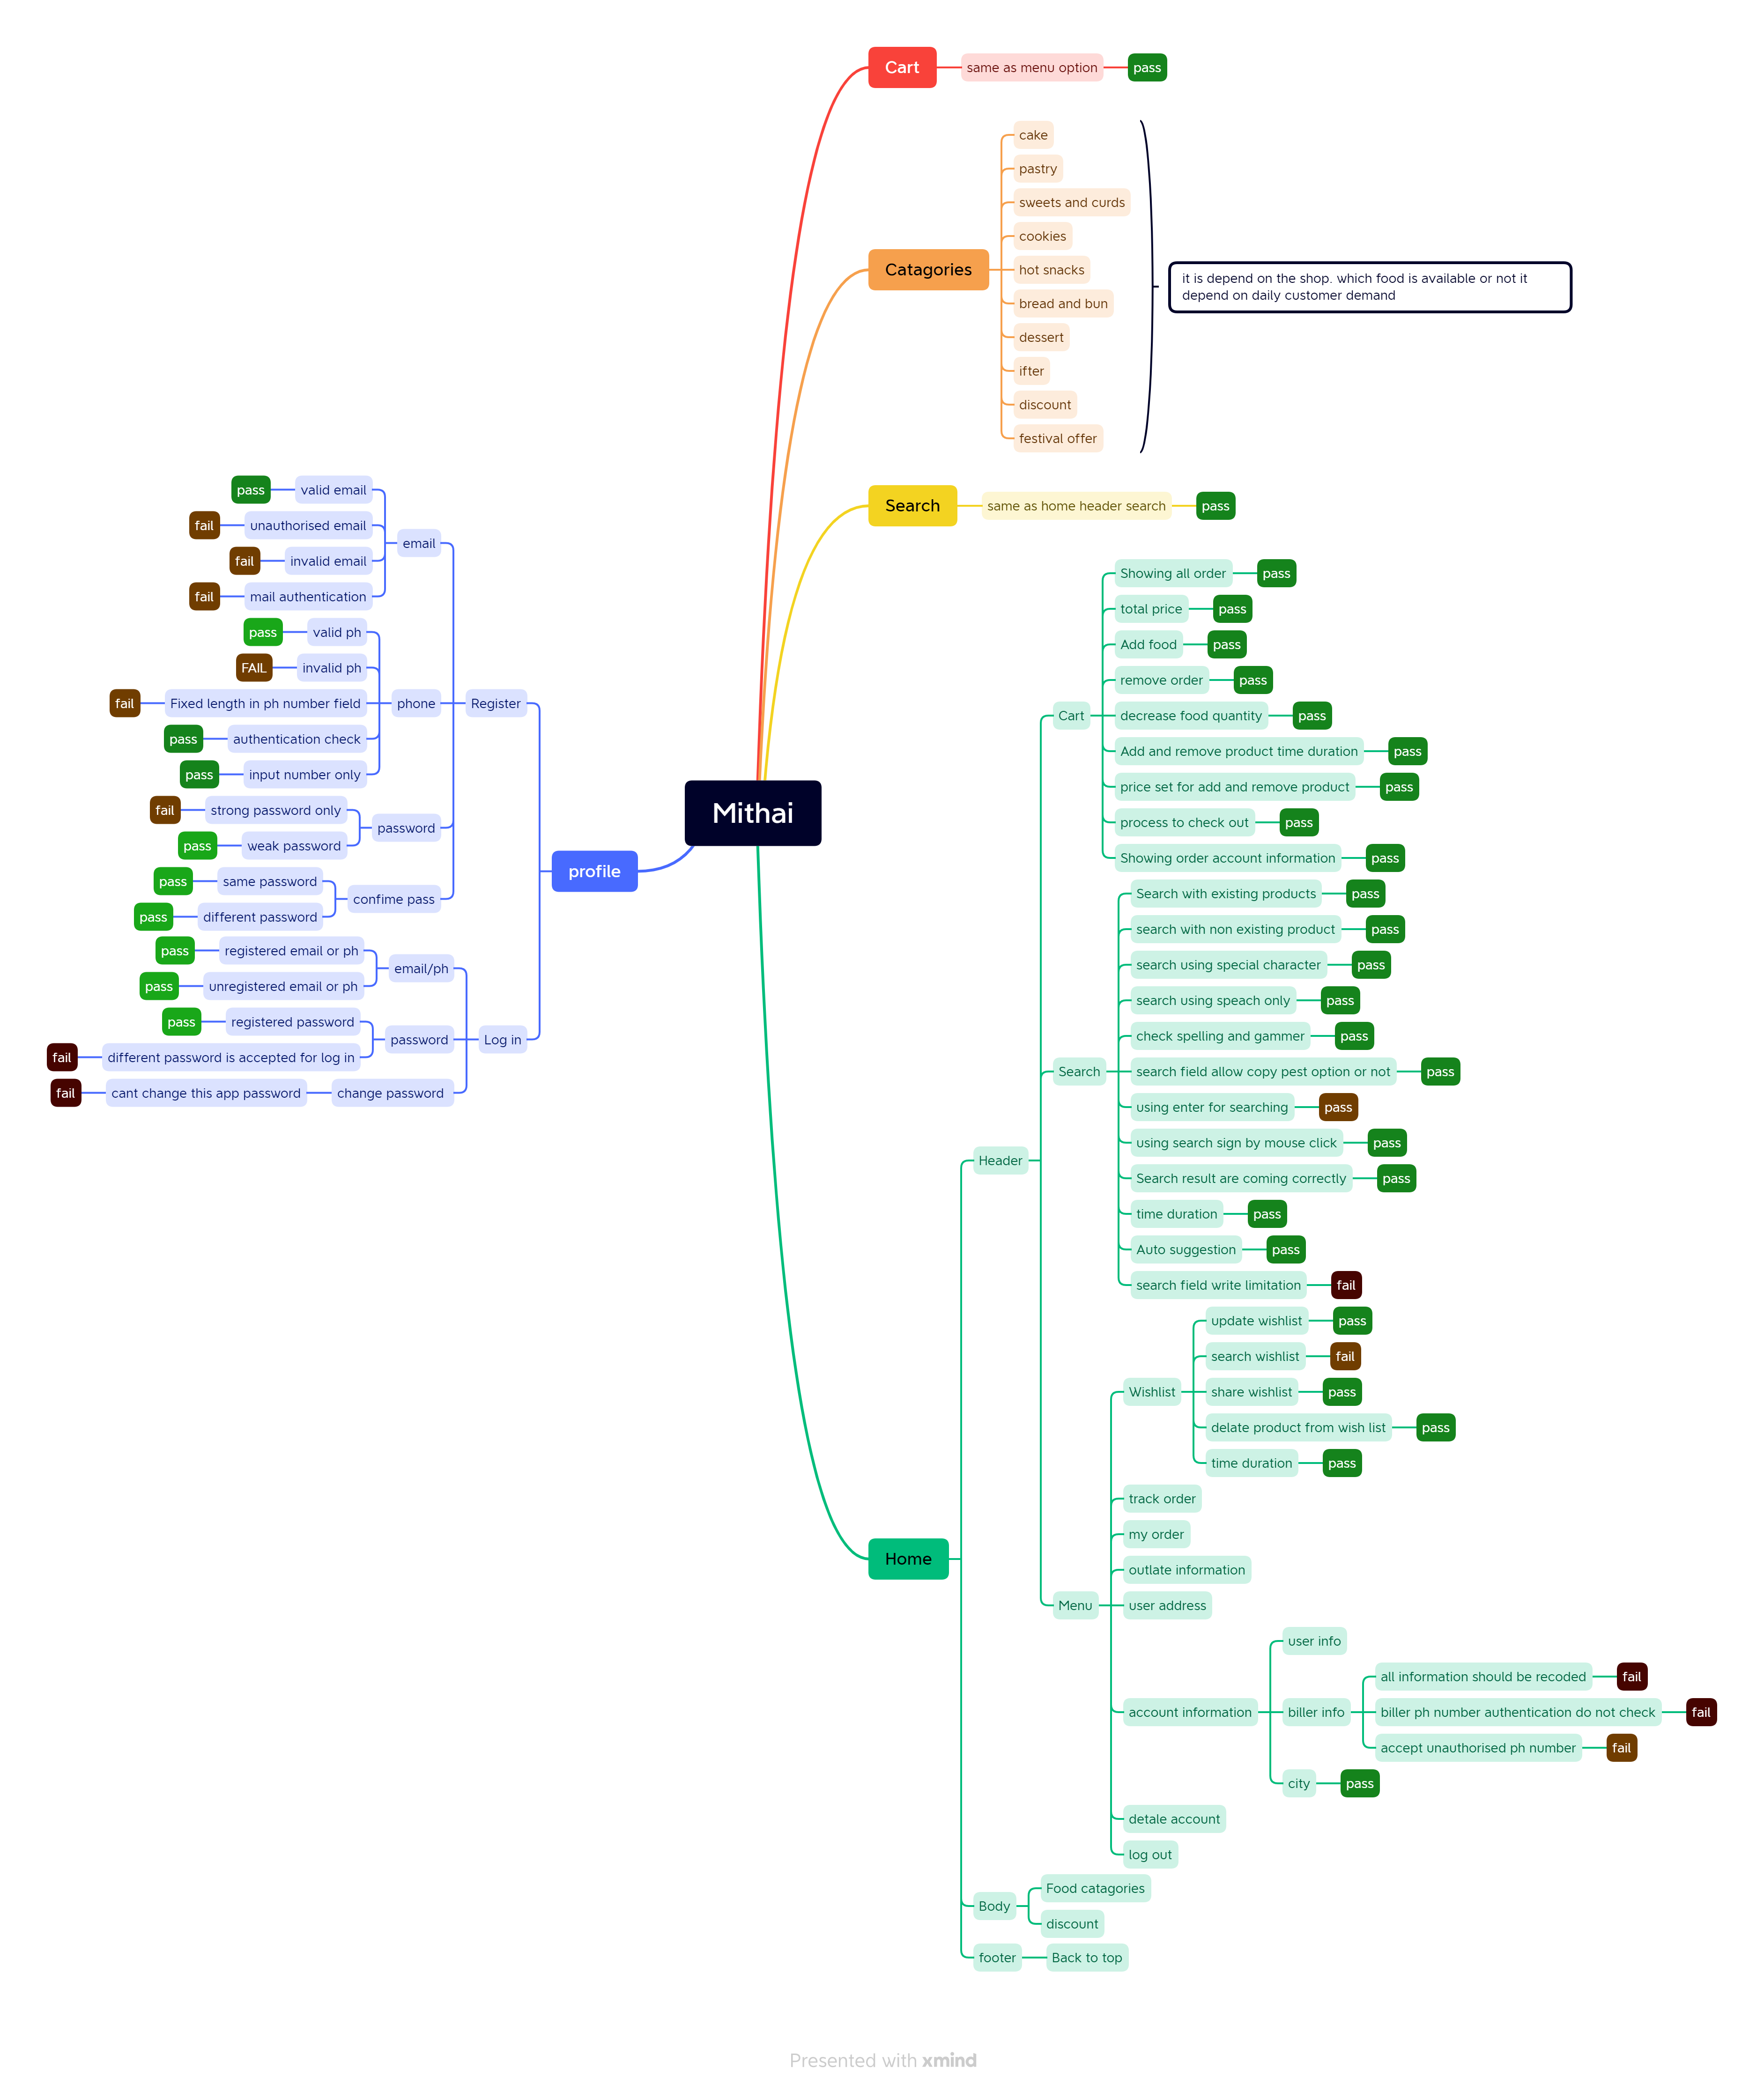 Mithai
Cart
same as menu option
pass
Catagories
cake
pastry
sweets and curds
cookies
hot snacks
bread and bun
dessert
ifter
discount
festival offer
it is depend on the shop. which food is available or not it
depend on daily customer demand
Search
same as home header search
pass
Home
Header
Cart
Showing all order
pass
total price
pass
Add food
pass
remove order
pass
decrease food quantity
pass
Add and remove product time duration
pass
price set for add and remove product
pass
process to check out
pass
Showing order account information
pass
Search
Search with existing products
pass
search with non existing product
pass
search using special character
pass
search using speach only
pass
check spelling and gammer
pass
search field allow copy pest option or not
pass
using enter for searching
pass
using search sign by mouse click
pass
Search result are coming correctly
pass
time duration
pass
Auto suggestion
pass
search field write limitation
fail
Menu
Wishlist
update wishlist
pass
search wishlist
fail
share wishlist
pass
delate product from wish list
pass
time duration
pass
track order
my order
outlate information
user address
account information
user info
biller info
all information should be recoded
fail
biller ph number authentication do not check
fail
accept unauthorised ph number
fail
city
pass
detale account
log out
Body
Food catagories
discount
footer
Back to top
profile
Register
email
valid email
pass
unauthorised email
fail
invalid email
fail
mail authentication
fail
phone
valid ph
pass
invalid ph
FAIL
Fixed length in ph number field
fail
authentication check
pass
input number only
pass
password
strong password only
fail
weak password
pass
confime pass
same password
pass
different password
pass
Log in
email/ph
registered email or ph
pass
unregistered email or ph
pass
password
registered password
pass
different password is accepted for log in
fail
change password
cant change this app password
fail
Presented with xmind